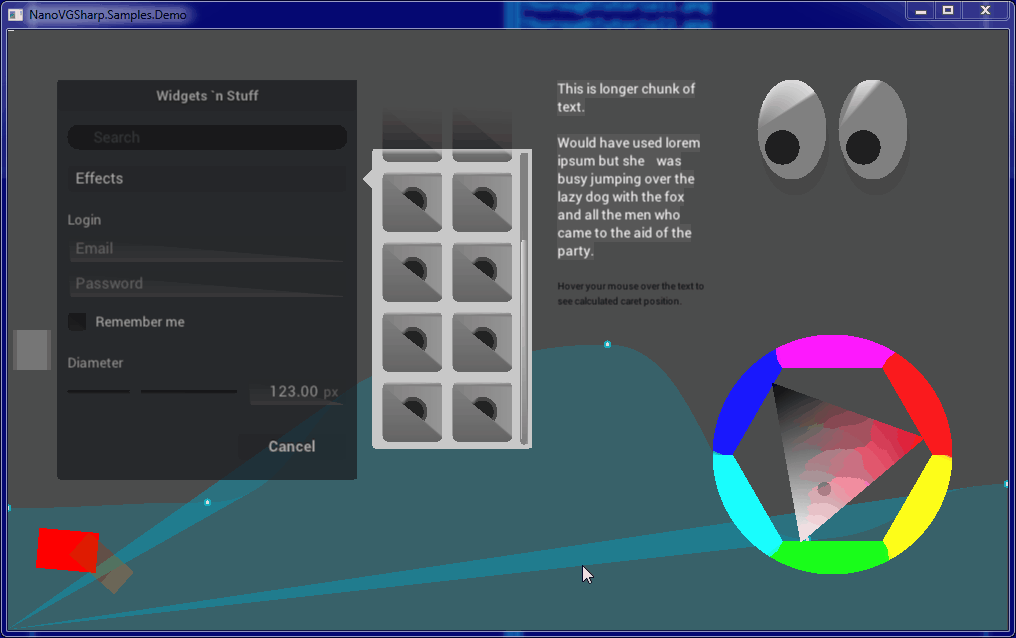 NanoVGSharp.Samples.Demo
Widgets `n Stuff
Search
Effects
Login
Email
Password
Remember me
Diameter
123.00 px
Cancel
This is longer chunk of
text.
Would have used lorem
ipsum but she   was
busy jumping over the
lazy dog with the fox
and all the men who
came to the aid of the
party.
Hover your mouse over the text to
see calculated caret position.